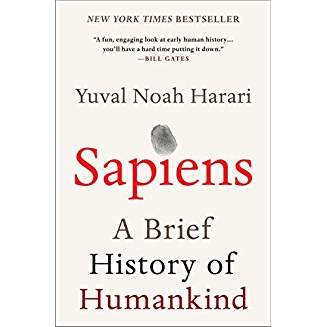 NEW YORK TIMES BESTSELLER
"A fun, engaging look at early human history…
you'll have a hard time putting it down."
—BILL GATES
Yuval Noah Harari
Sapiens
A Brief
History of
Humankind